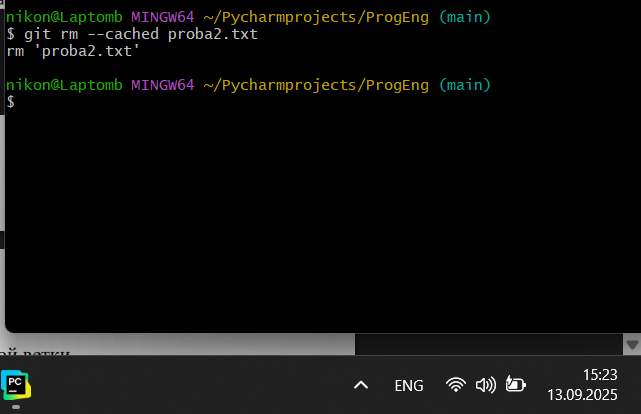 nikon@Laptomb MINGW64 ~/Pycharmprojects/ProgEng (main)
$ git rm --cached proba2.txt
rm 'proba2.txt'
nikon@Laptomb MINGW64 ~/Pycharmprojects/ProgEng (main)
$
PC
ENG
15:23
13.09.2025